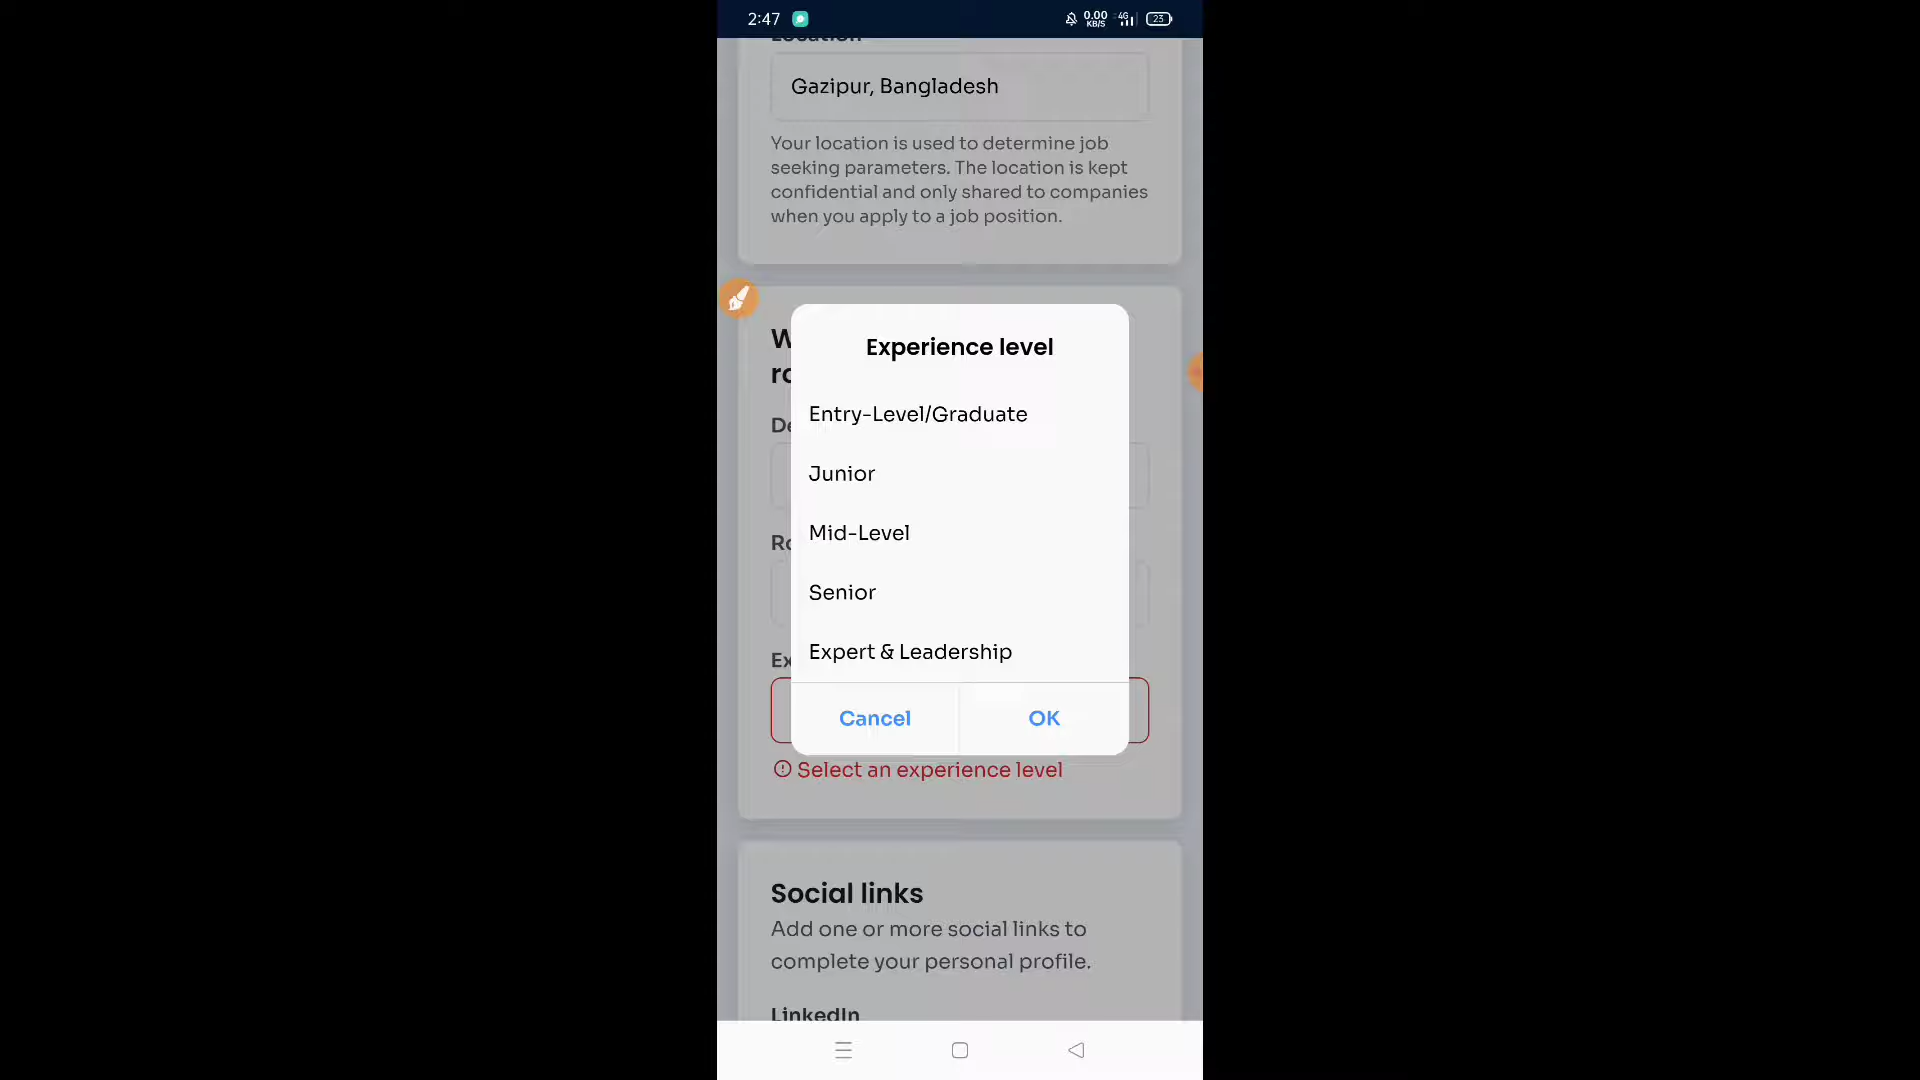 2:47
0.00
KB/S
4G
23
Location
Gazipur, Bangladesh
Your location is used to determine job
seeking parameters. The location is kept
confidential and only shared to companies
when you apply to a job position.
Experience level
Entry-Level/Graduate
Junior
Mid-Level
Senior
Expert & Leadership
Cancel
OK
Select an experience level
Social links
Add one or more social links to
complete your personal profile.
LinkedIn